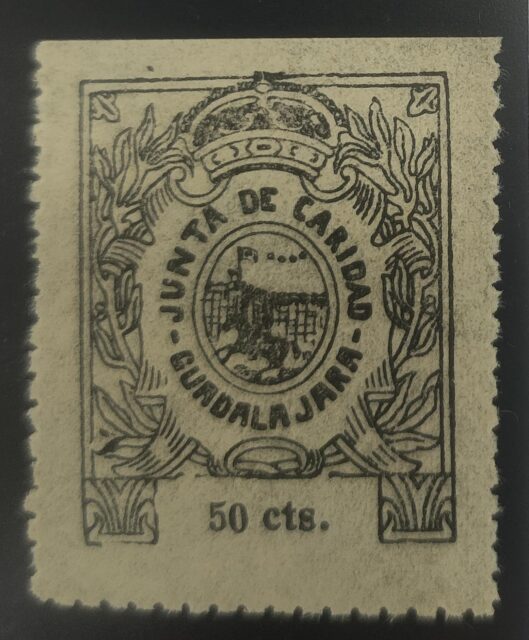 JUNTA DE CARIDAD
- GUADALAJARA -
50 cts.